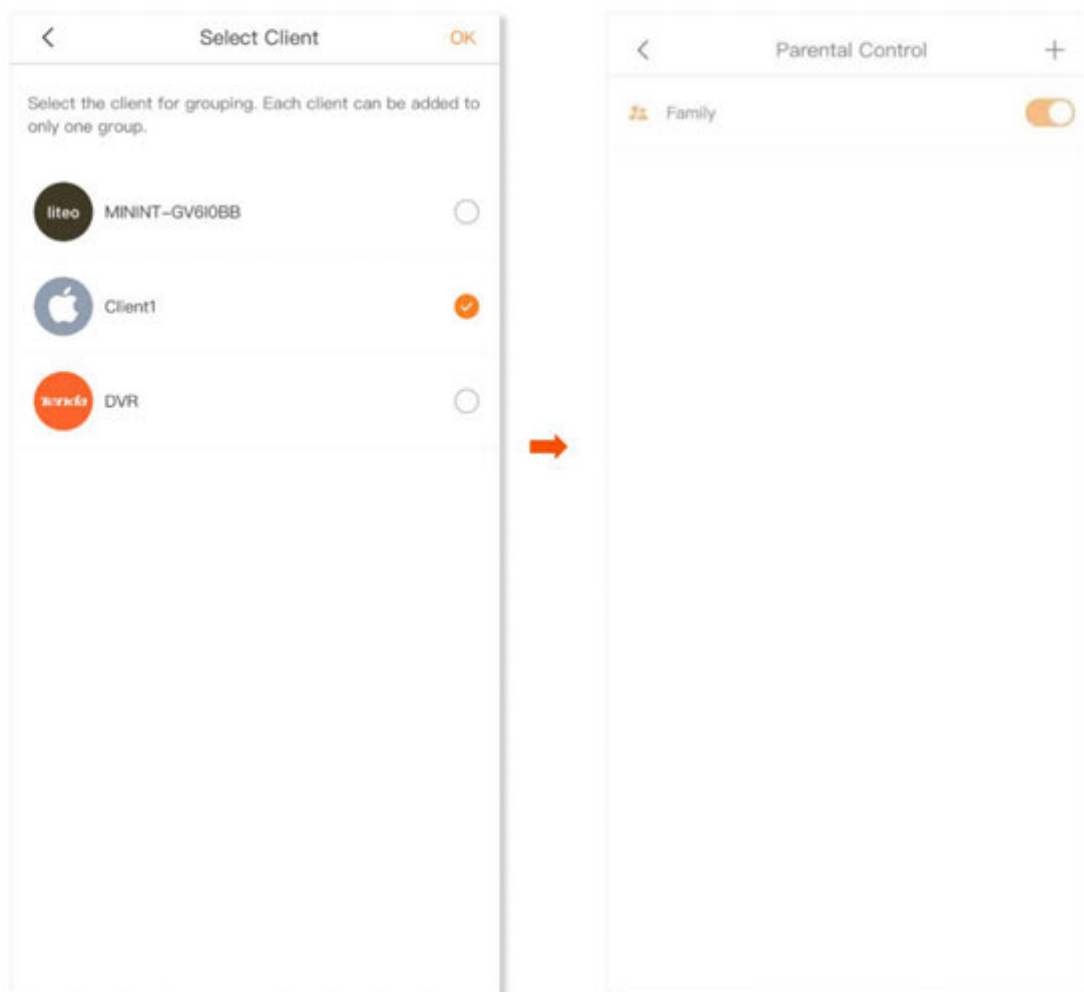 Select Client
OK
Select the client for grouping. Each client can be added to
only one group.
liteo
MININT-GV6I0BB
Client1
Tenda
DVR
Parental Control
Family